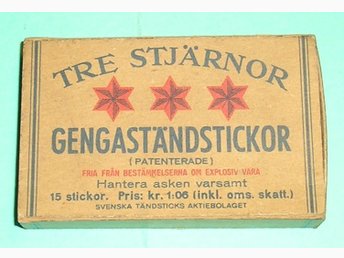 TRE STJÄRNOR
GENGASTÄNDSTICKOR
(PATENTERADE)
FRIA FRÅN BESTÄMMELSERNA OM EXPLOSIV VARA
Hantera asken varsamt
15 stickor. Pris: kr. 1:06 (inkl. oms. skatt.)
SVENSKA TÄNDSTICKS AKTIEBOLAGET